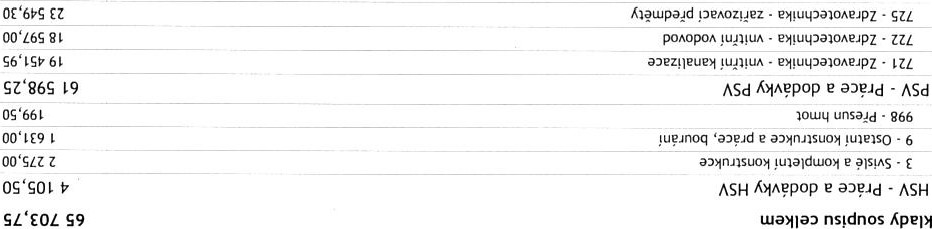 klady soupisu celkem 65 703,75
HSV - Práce a dodávky HSV 4 105,50
3 - Svislé a kompletní konstrukce 2 275,00
9 - Ostatní konstrukce a práce, bourání 1 631,00
998 - Přesun hmot 199,50
PSV - Práce a dodávky PSV 61 598,25
721 - Zdravotechnika - vnitřní kanalizace 19 451,95
722 - Zdravotechnika - vnitřní vodovod 18 597,00
725 - Zdravotechnika - zařizovací předměty 23 549,30